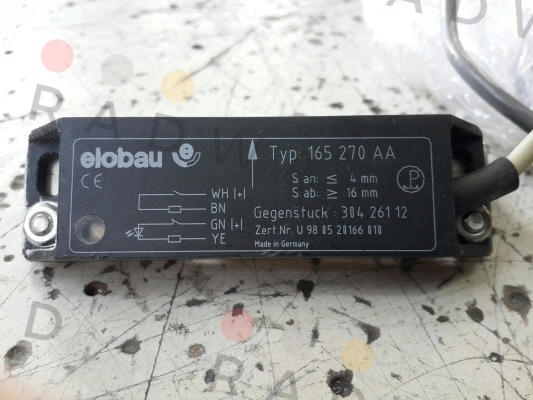 elobau e
CE
Typ: 165 270 AA
S an: ≤ 4 mm
S ab: ≥ 16 mm
WH |+|
BN
GN |+|
YE
Gegenstuck : 304 261 12
Zert.Nr. U 98 05 20166 010
Made in Germany